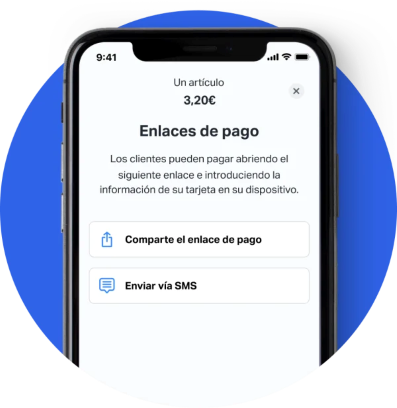 9:41
Un artículo
3,20€
Enlaces de pago
Los clientes pueden pagar abriendo el
siguiente enlace e introduciendo la
información de su tarjeta en su dispositivo.
Comparte el enlace de pago
Enviar vía SMS